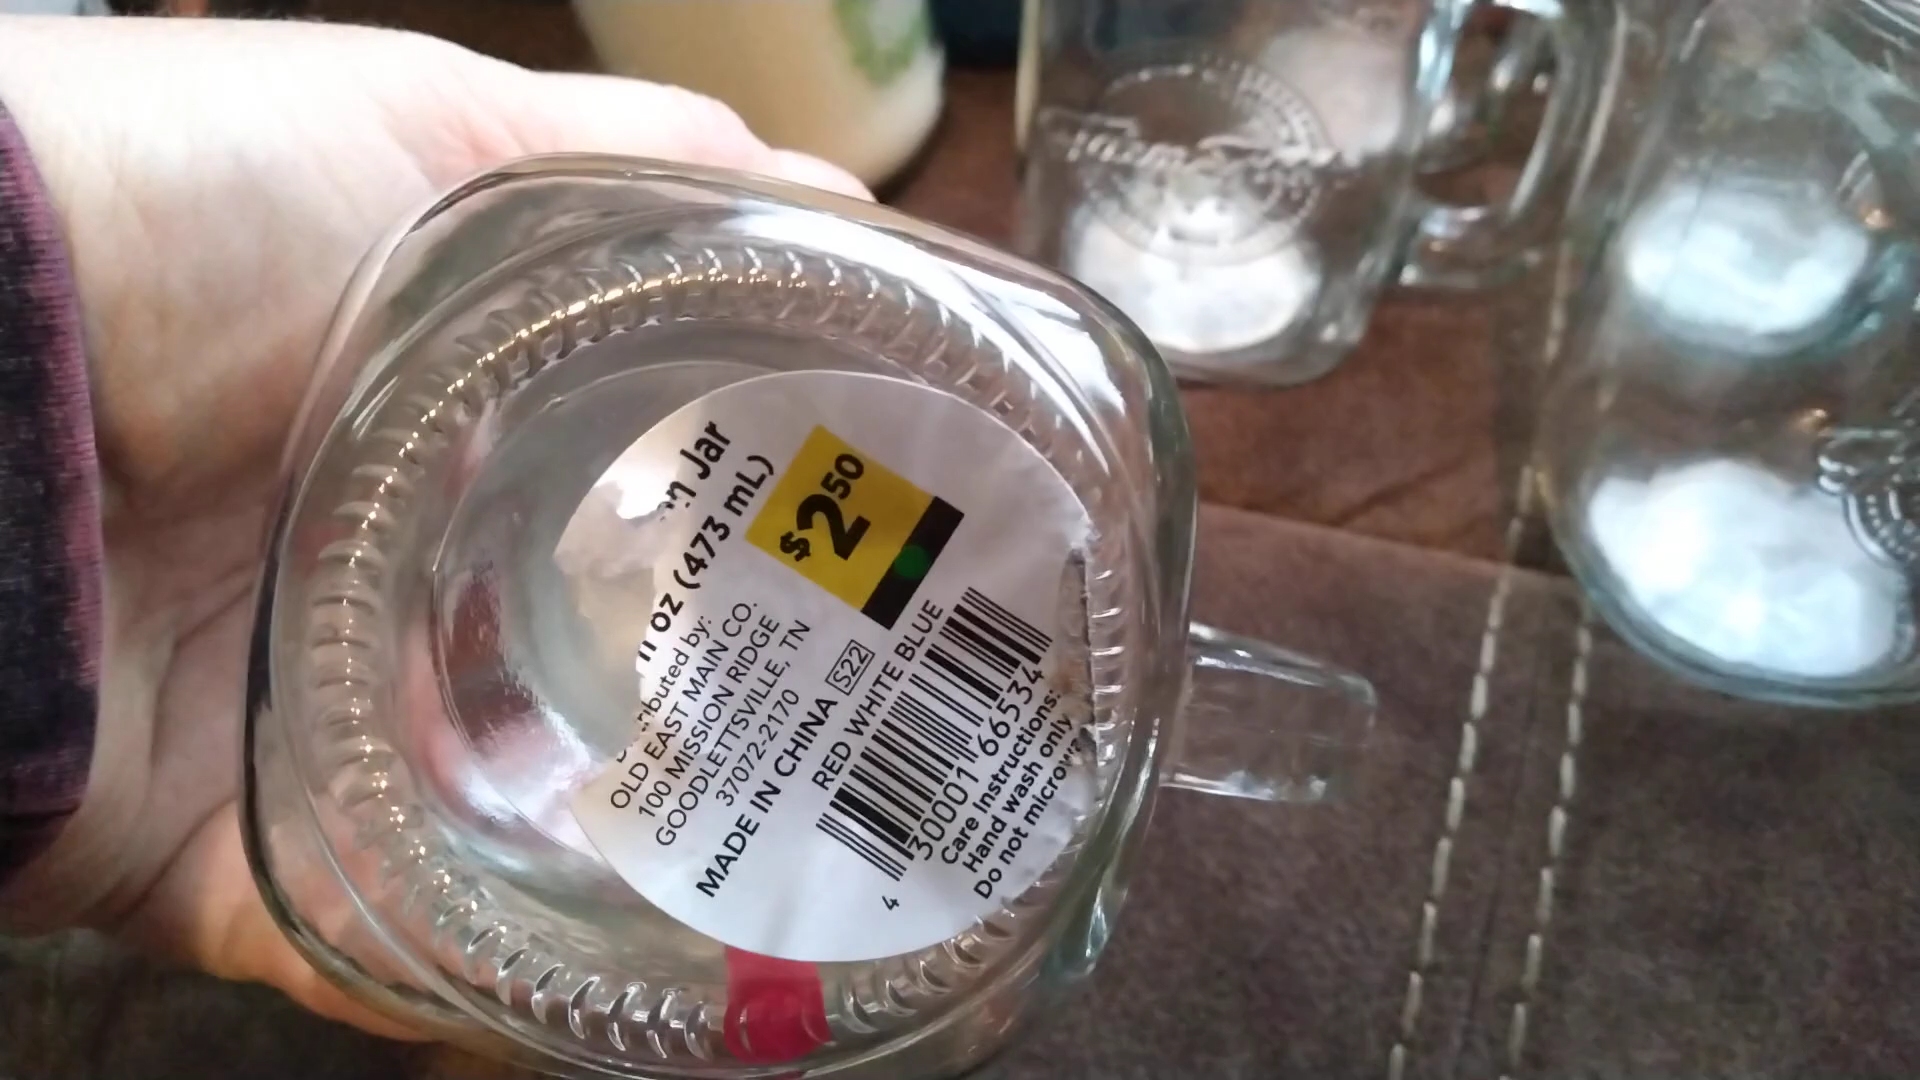 Jar
oz (473 mL)
$2 50
by:
OLD EAST MAIN CO.
100 MISSION RIDGE
GOODLETTSVILLE, TN
37072-2170
MADE IN CHINA S22
RED WHITE BLUE
4 30001 66534
Care Instructions:
Hand wash only
Do not